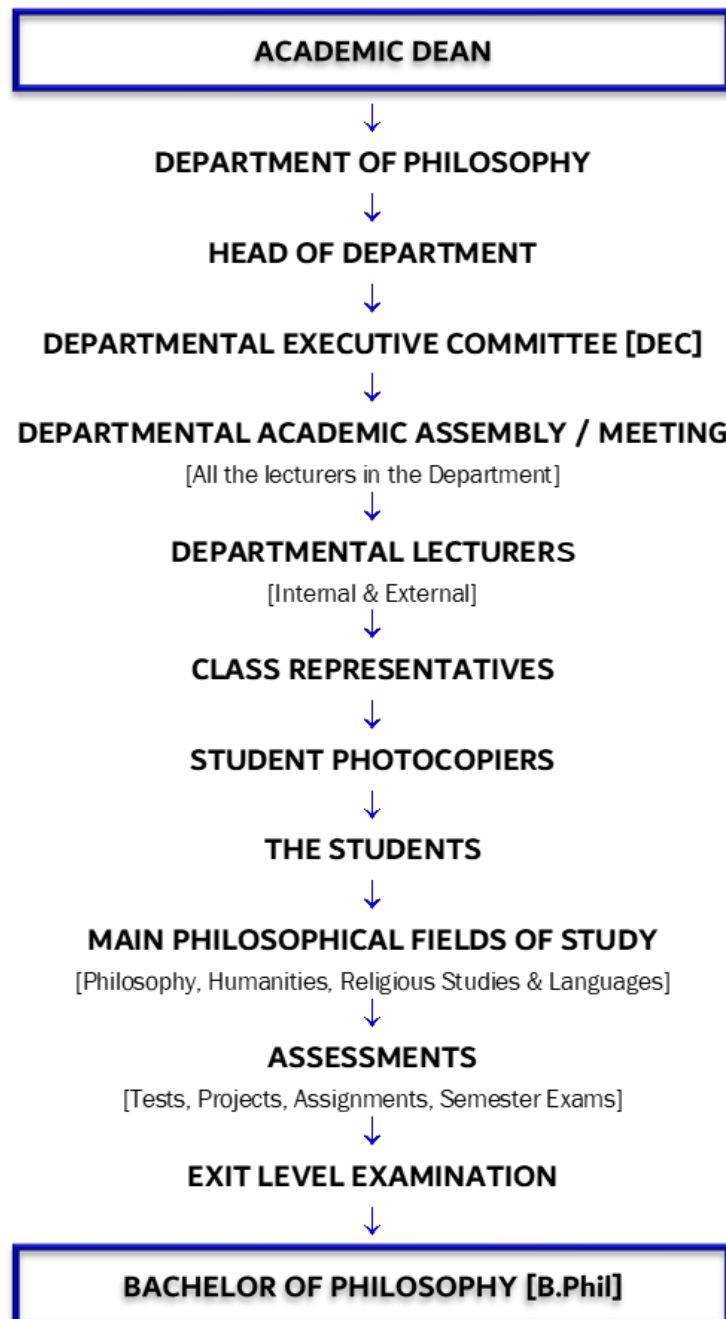 ACADEMIC DEAN
↓
DEPARTMENT OF PHILOSOPHY
↓
HEAD OF DEPARTMENT
↓
DEPARTMENTAL EXECUTIVE COMMITTEE [DEC]
↓
DEPARTMENTAL ACADEMIC ASSEMBLY / MEETING
[All the lecturers in the Department]
↓
DEPARTMENTAL LECTURERS
[Internal & External]
↓
CLASS REPRESENTATIVES
↓
STUDENT PHOTOCOPIERS
↓
THE STUDENTS
↓
MAIN PHILOSOPHICAL FIELDS OF STUDY
[Philosophy, Humanities, Religious Studies & Languages]
↓
ASSESSMENTS
[Tests, Projects, Assignments, Semester Exams]
↓
EXIT LEVEL EXAMINATION
↓
BACHELOR OF PHILOSOPHY [B.Phil]